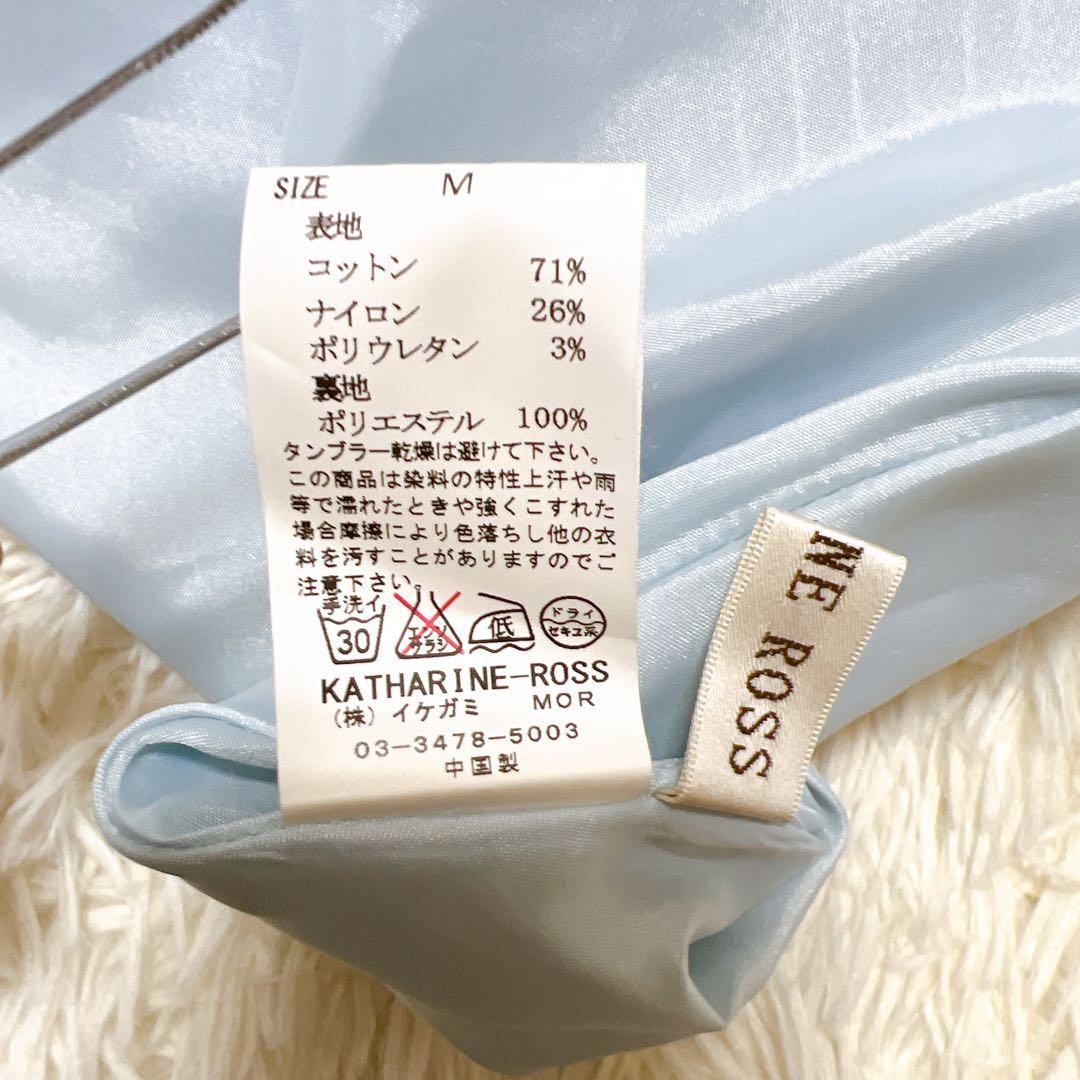 SIZE M
表地
コットン 71%
ナイロン 26%
ポリウレタン 3%
裏地
ポリエステル 100%
タンブラー乾燥は避けて下さい。
この商品は染料の特性上汗や雨
等で濡れたときや強くこすれた
場合摩擦により色落ちし他の衣
料を汚すことがありますのでご
注意下さい。
手洗イ 30 エンソサラシ 低 ドライ セキユ系
KATHARINE-ROSS
(株) イケガミ MOR
03-3478-5003
中国製
NE ROSS